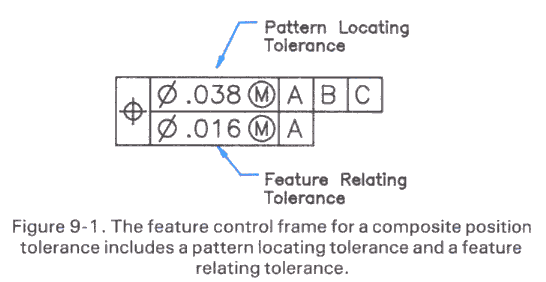 Pattern Locating
Tolerance
⌖ Ø .038 Ⓜ A B C
Ø .016 Ⓜ A
Feature Relating
Tolerance
Figure 9-1. The feature control frame for a composite position
tolerance includes a pattern locating tolerance and a feature
relating tolerance.